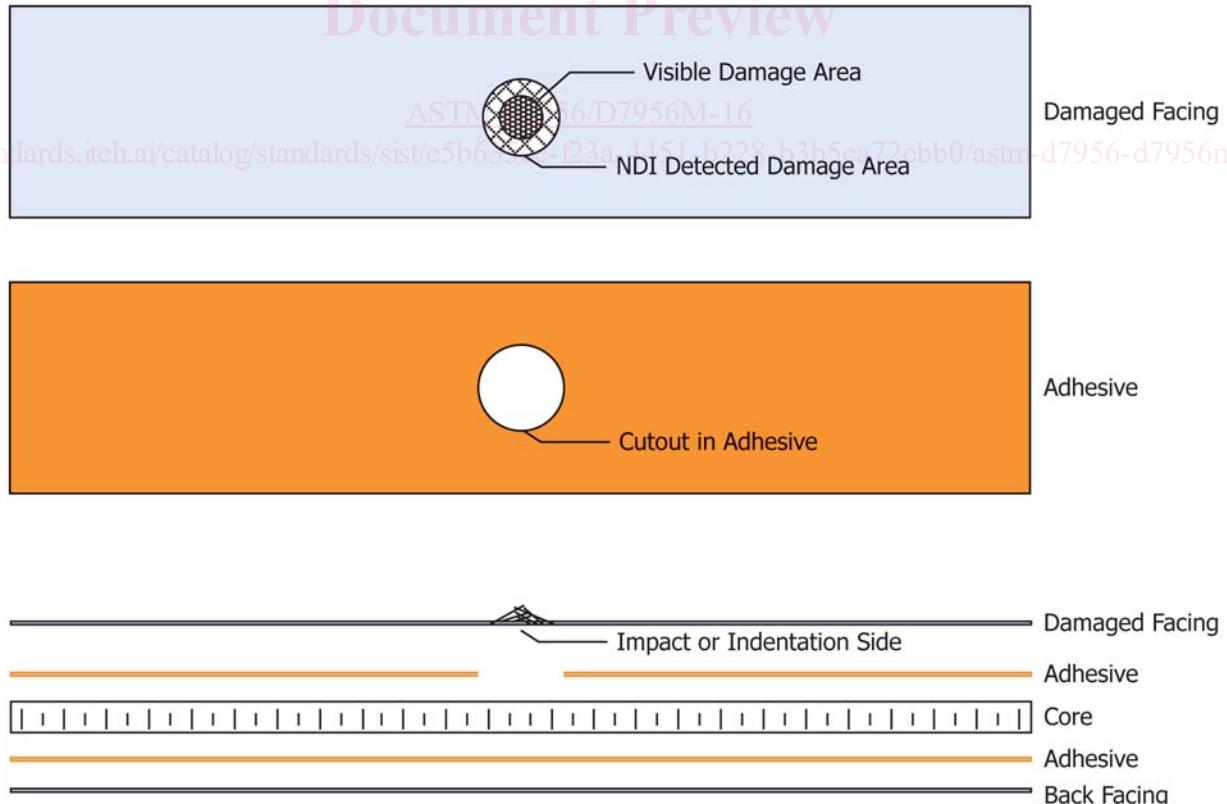 Document Preview
Visible Damage Area
Damaged Facing
NDI Detected Damage Area
Adhesive
Cutout in Adhesive
Damaged Facing
Impact or Indentation Side
Adhesive
Core
Adhesive
Back Facing